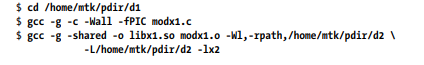 $ cd /home/mtk/pdir/d1
$ gcc -g -c -Wall -fPIC modx1.c
$ gcc -g -shared -o libx1.so modx1.o -Wl,-rpath,/home/mtk/pdir/d2 \
-L/home/mtk/pdir/d2 -lx2